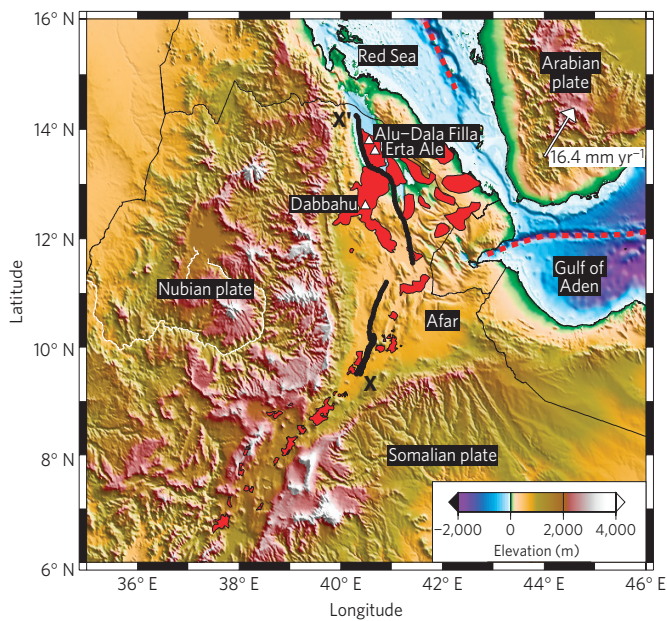 16° N
14° N
12° N
10° N
8° N
6° N
Latitude
Red Sea
Arabian
plate
16.4 mm yr⁻¹
X'
Alu–Dala Filla
Erta Ale
Dabbahu
Nubian plate
Gulf of
Aden
Afar
X
Somalian plate
−2,000 0 2,000 4,000
Elevation (m)
36° E 38° E 40° E 42° E 44° E 46° E
Longitude